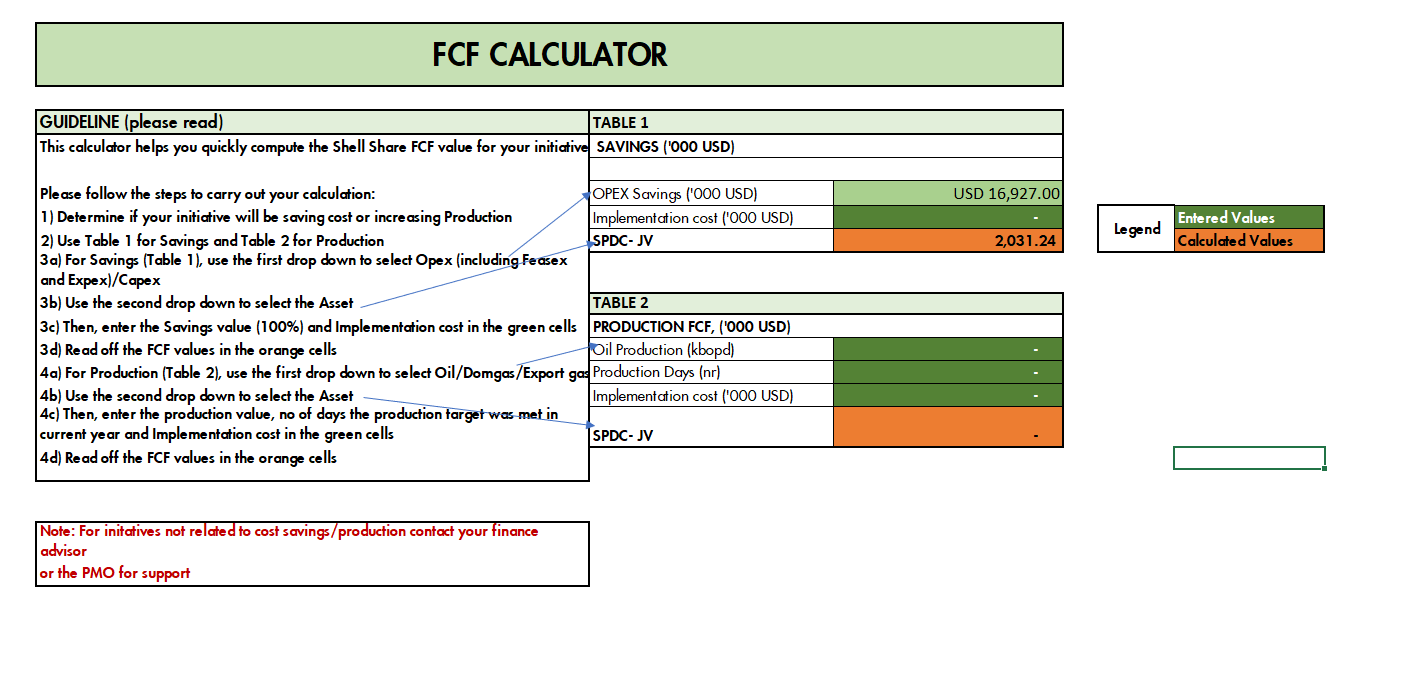 FCF CALCULATOR
GUIDELINE (please read)
This calculator helps you quickly compute the Shell Share FCF value for your initiative
Please follow the steps to carry out your calculation:
1) Determine if your initiative will be saving cost or increasing Production
2) Use Table 1 for Savings and Table 2 for Production
3a) For Savings (Table 1), use the first drop down to select Opex (including Feasex
and Expex)/Capex
3b) Use the second drop down to select the Asset
3c) Then, enter the Savings value (100%) and Implementation cost in the green cells
3d) Read off the FCF values in the orange cells
4a) For Production (Table 2), use the first drop down to select Oil/Domgas/Export gas
4b) Use the second drop down to select the Asset
4c) Then, enter the production value, no of days the production target was met in
current year and Implementation cost in the green cells
4d) Read off the FCF values in the orange cells
Note: For initatives not related to cost savings/production contact your finance
advisor
or the PMO for support
TABLE 1
SAVINGS ('000 USD)
OPEX Savings ('000 USD) USD 16,927.00
Implementation cost ('000 USD) -
SPDC- JV 2,031.24
TABLE 2
PRODUCTION FCF, ('000 USD)
Oil Production (kbopd) -
Production Days (nr) -
Implementation cost ('000 USD) -
SPDC- JV -
Legend
Entered Values
Calculated Values